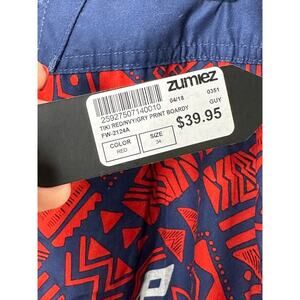 zumiez
04/18 0351
25927507140010
TIKI RED/NVY/GRY PRINT BOARDY
FW-2124A
GUY
COLOR
RED
SIZE
34
$39.95